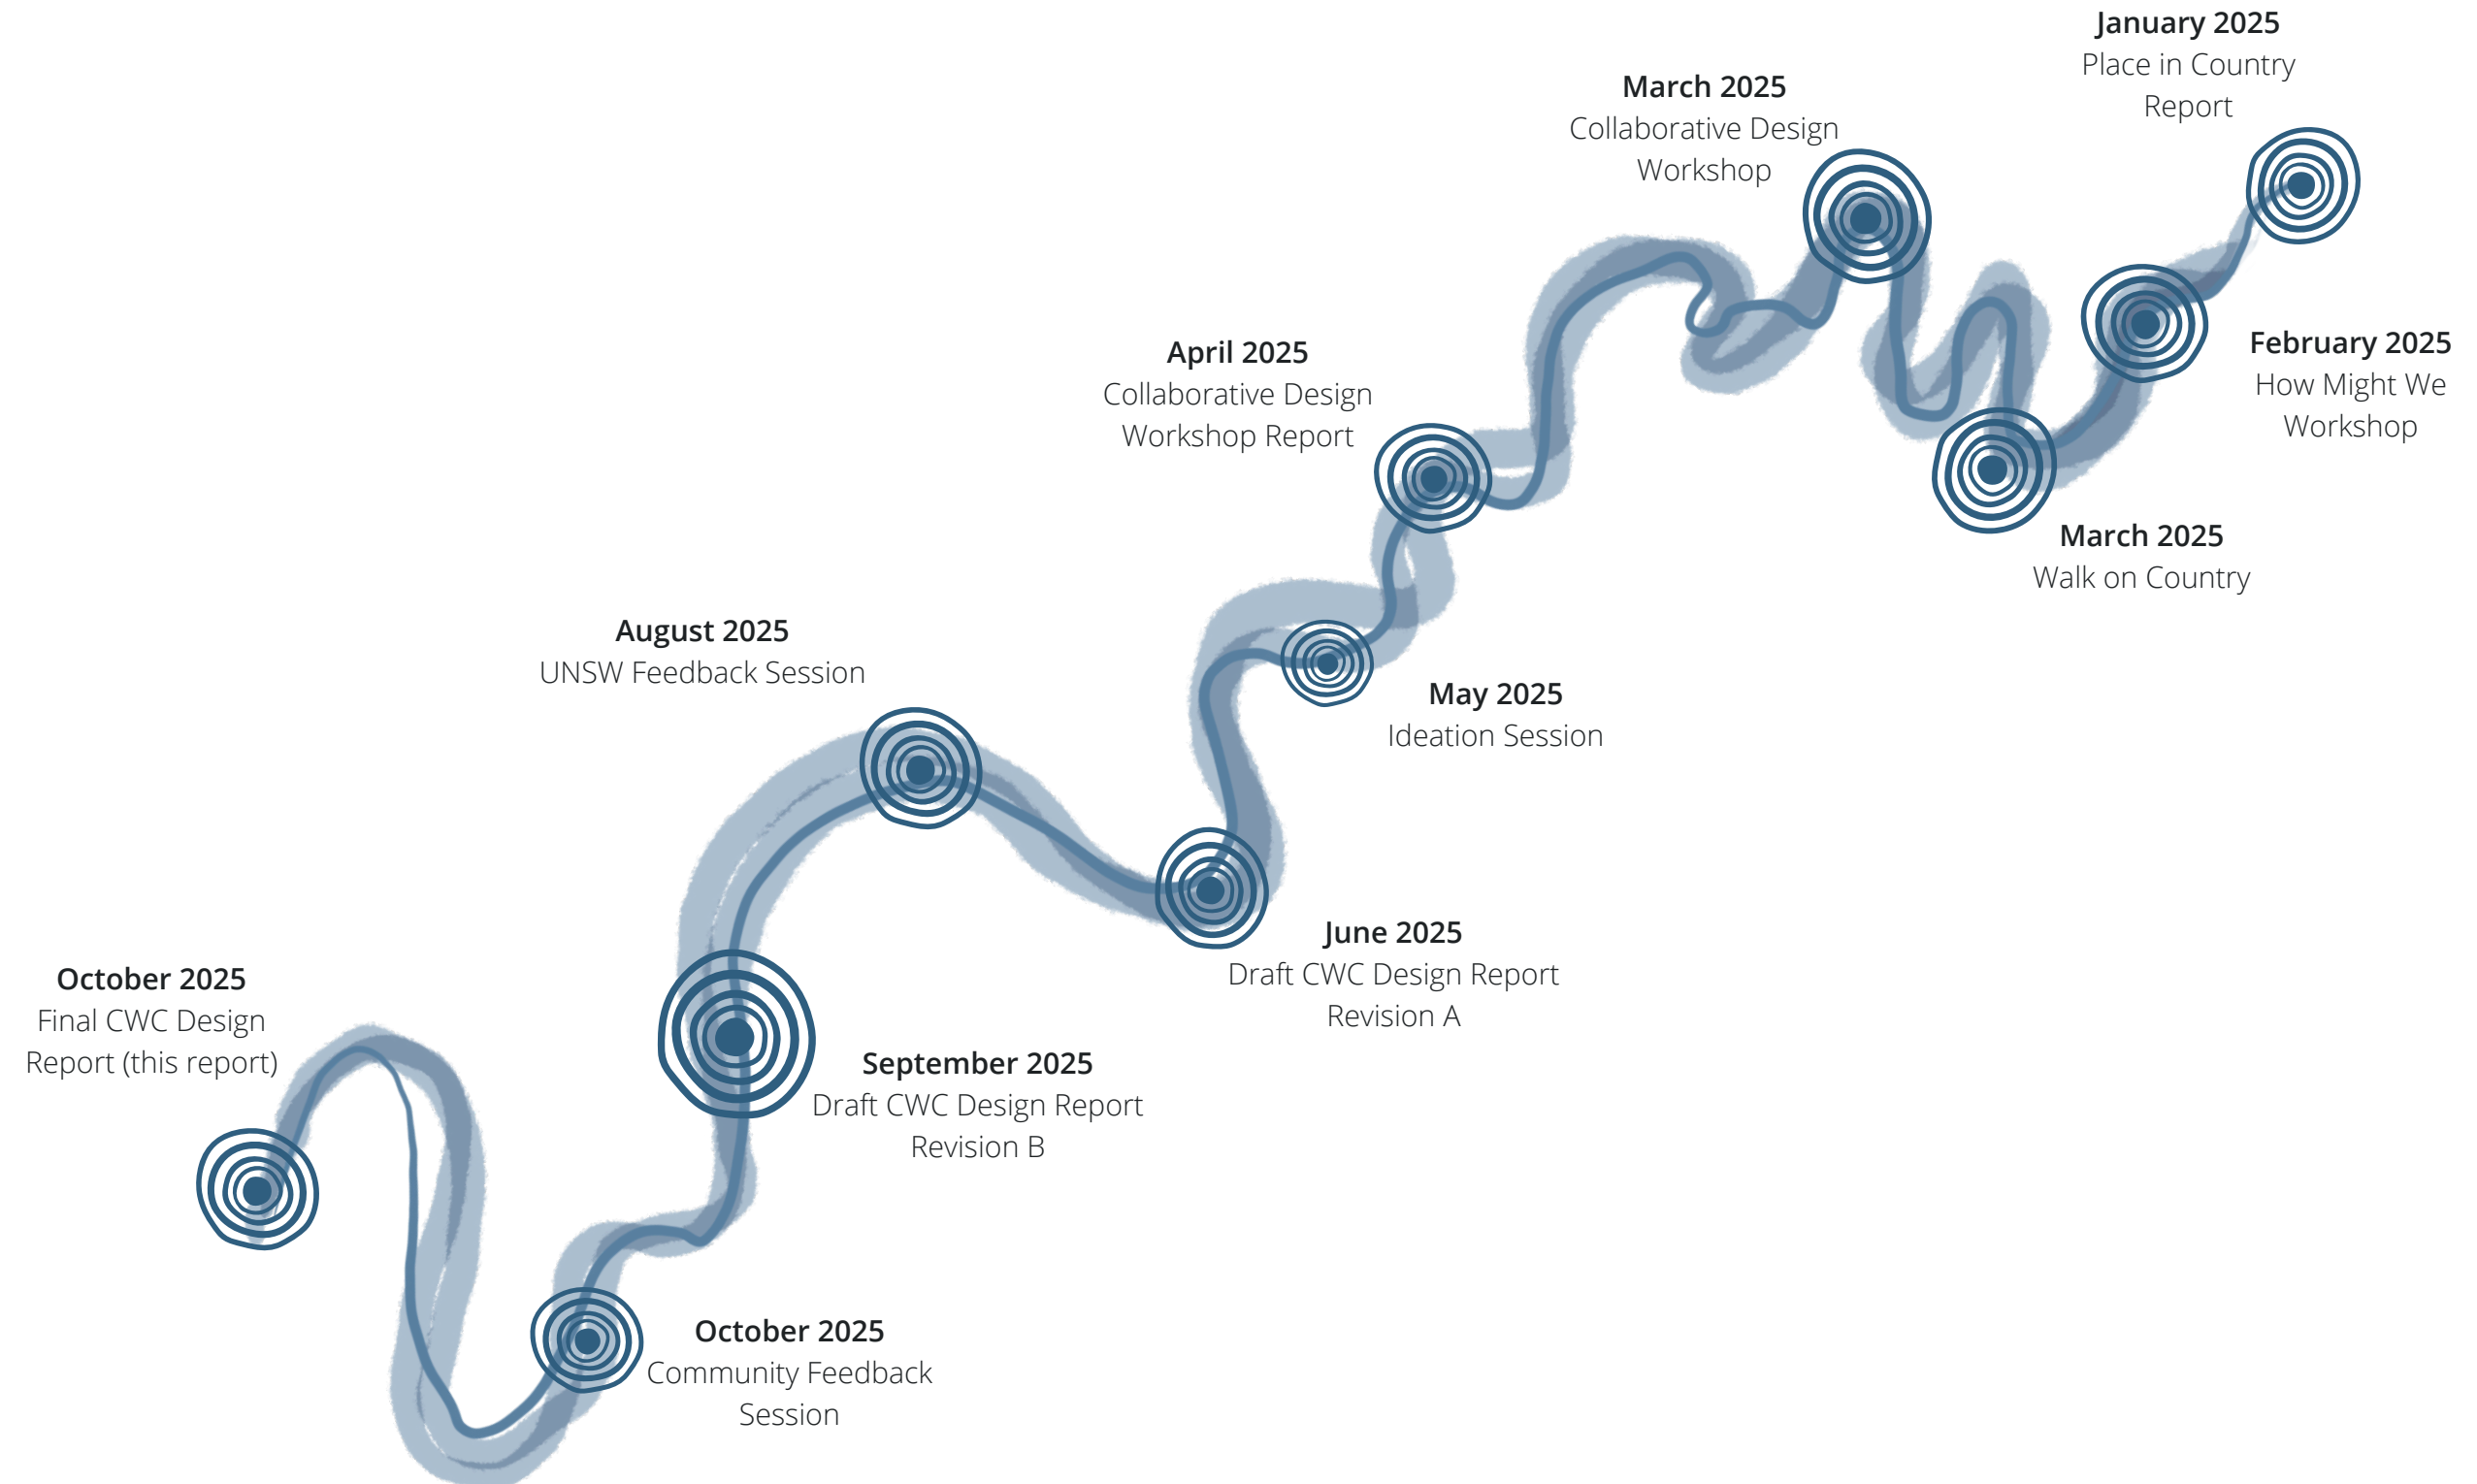 January 2025
Place in Country
Report
February 2025
How Might We
Workshop
March 2025
Walk on Country
March 2025
Collaborative Design
Workshop
April 2025
Collaborative Design
Workshop Report
May 2025
Ideation Session
June 2025
Draft CWC Design Report
Revision A
August 2025
UNSW Feedback Session
September 2025
Draft CWC Design Report
Revision B
October 2025
Community Feedback
Session
October 2025
Final CWC Design
Report (this report)